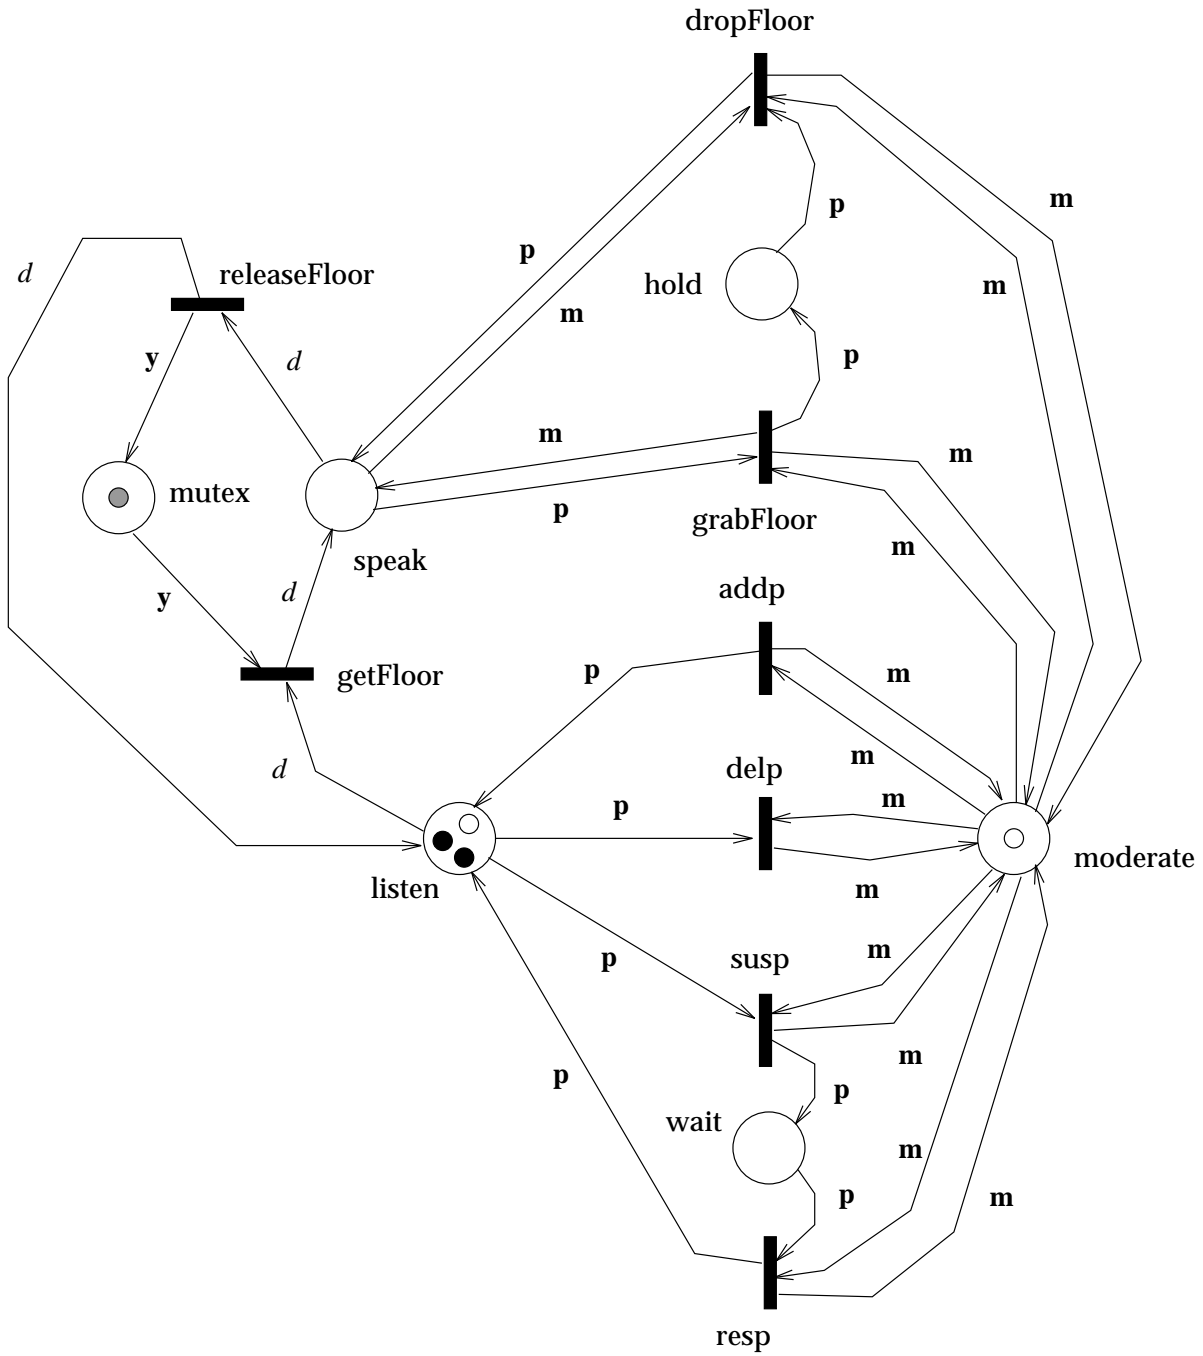 dropFloor
m
p
p
hold
m
m
d
releaseFloor
y
d
p
m
m
mutex
p
grabFloor
m
speak
y
d
addp
getFloor
p
m
d
m
delp
p
m
listen
m
moderate
p
susp
m
m
p
p
wait
m
p
m
resp